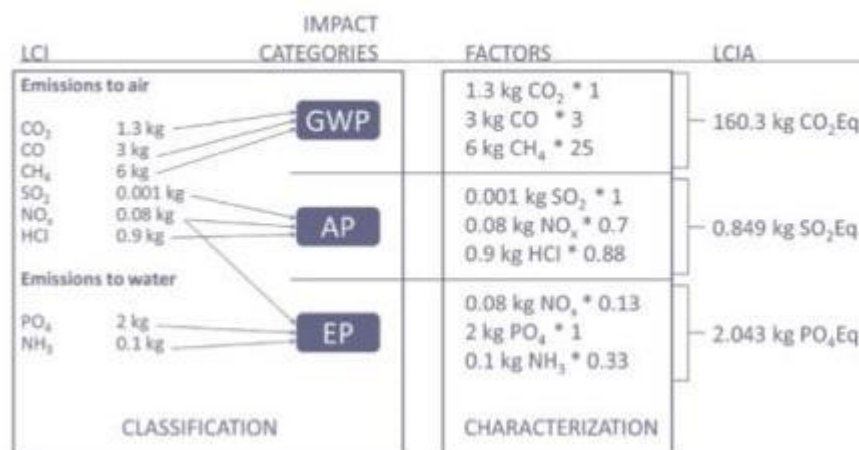 LCI IMPACT CATEGORIES FACTORS LCIA
Emissions to air
CO₂ 1.3 kg
CO 3 kg
CH₄ 6 kg
SO₂ 0.001 kg
NOₓ 0.08 kg
HCl 0.9 kg
Emissions to water
PO₄ 2 kg
NH₃ 0.1 kg
CLASSIFICATION
GWP
AP
EP
1.3 kg CO₂ * 1
3 kg CO * 3
6 kg CH₄ * 25
0.001 kg SO₂ * 1
0.08 kg NOₓ * 0.7
0.9 kg HCl * 0.88
0.08 kg NOₓ * 0.13
2 kg PO₄ * 1
0.1 kg NH₃ * 0.33
CHARACTERIZATION
160.3 kg CO₂Eq
0.849 kg SO₂Eq
2.043 kg PO₄Eq